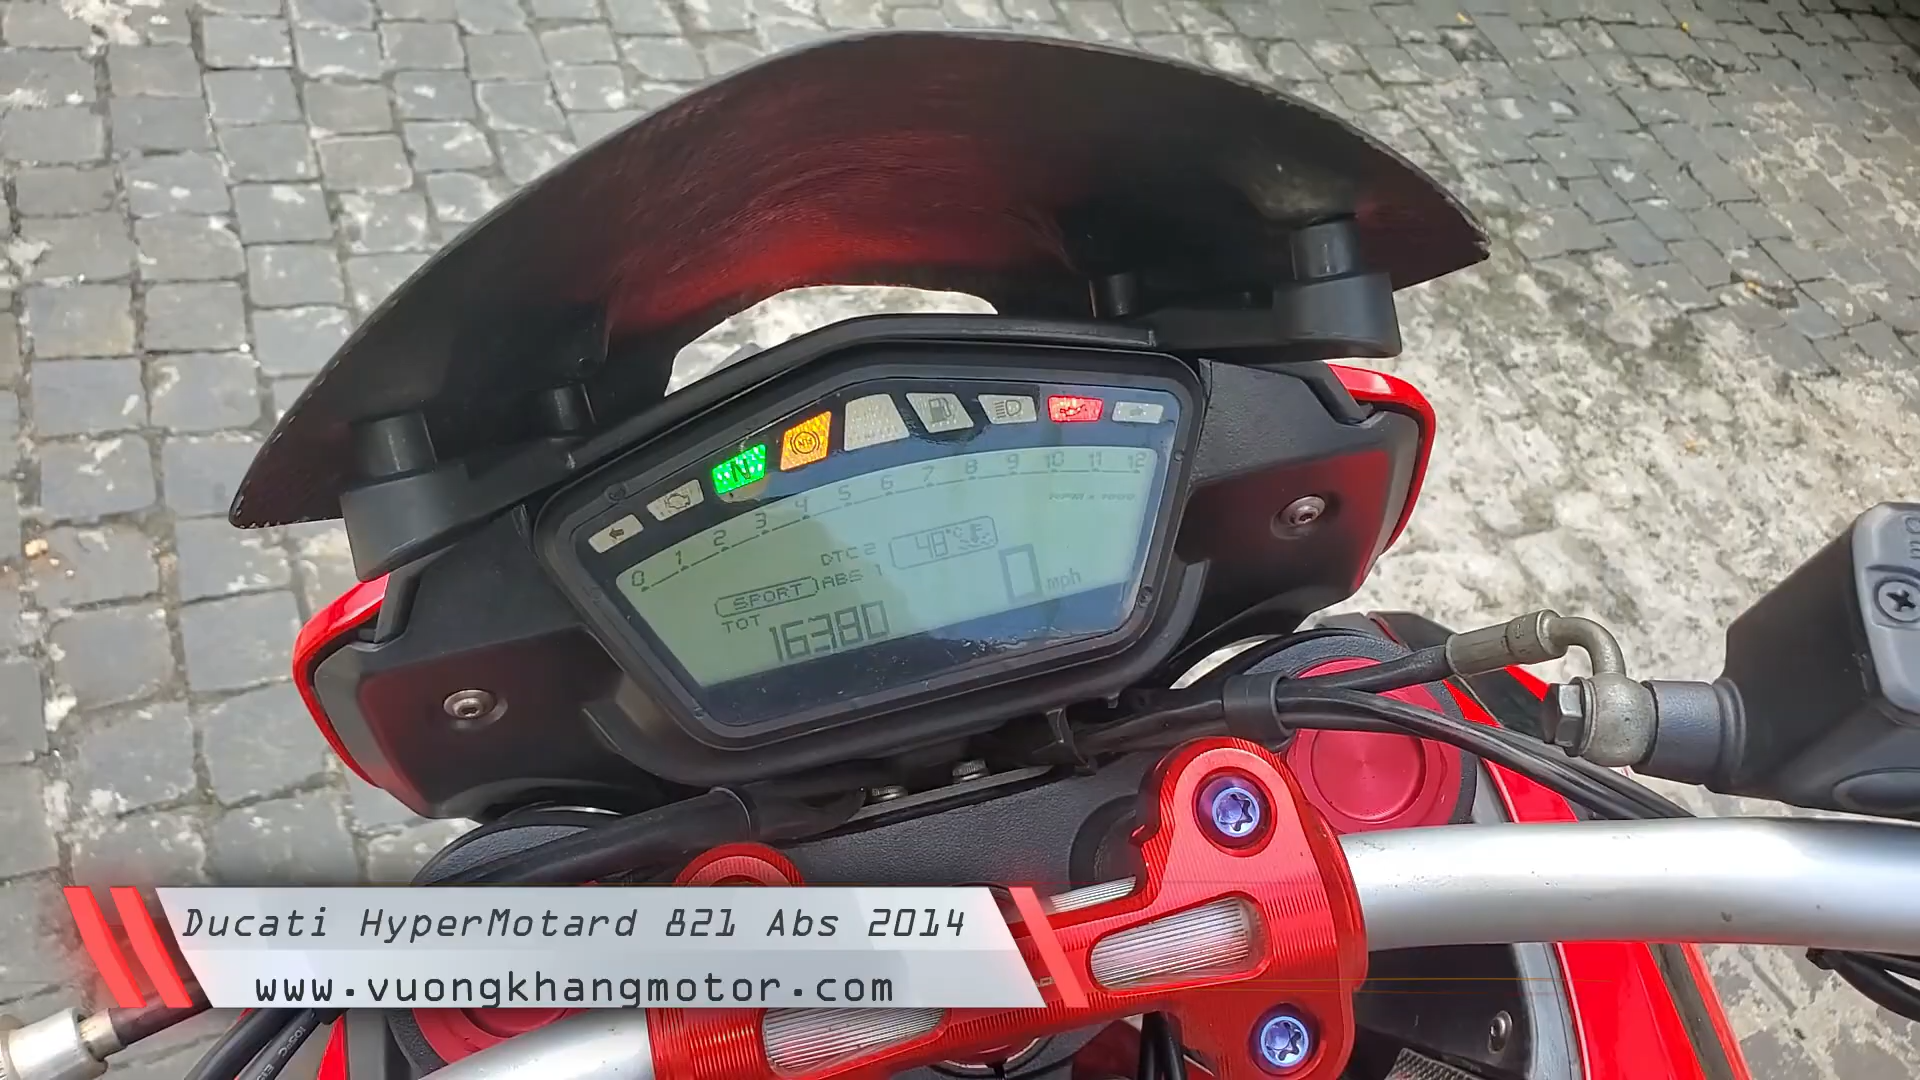 N
0 1 2 3 4 5 6 7 8 9 10 11 12
RPM x 1000
DTC 2
48°C
SPORT ABS 1
0 mph
TOT 16380
Ducati HyperMotard 821 Abs 2014
www.vuongkhangmotor.com